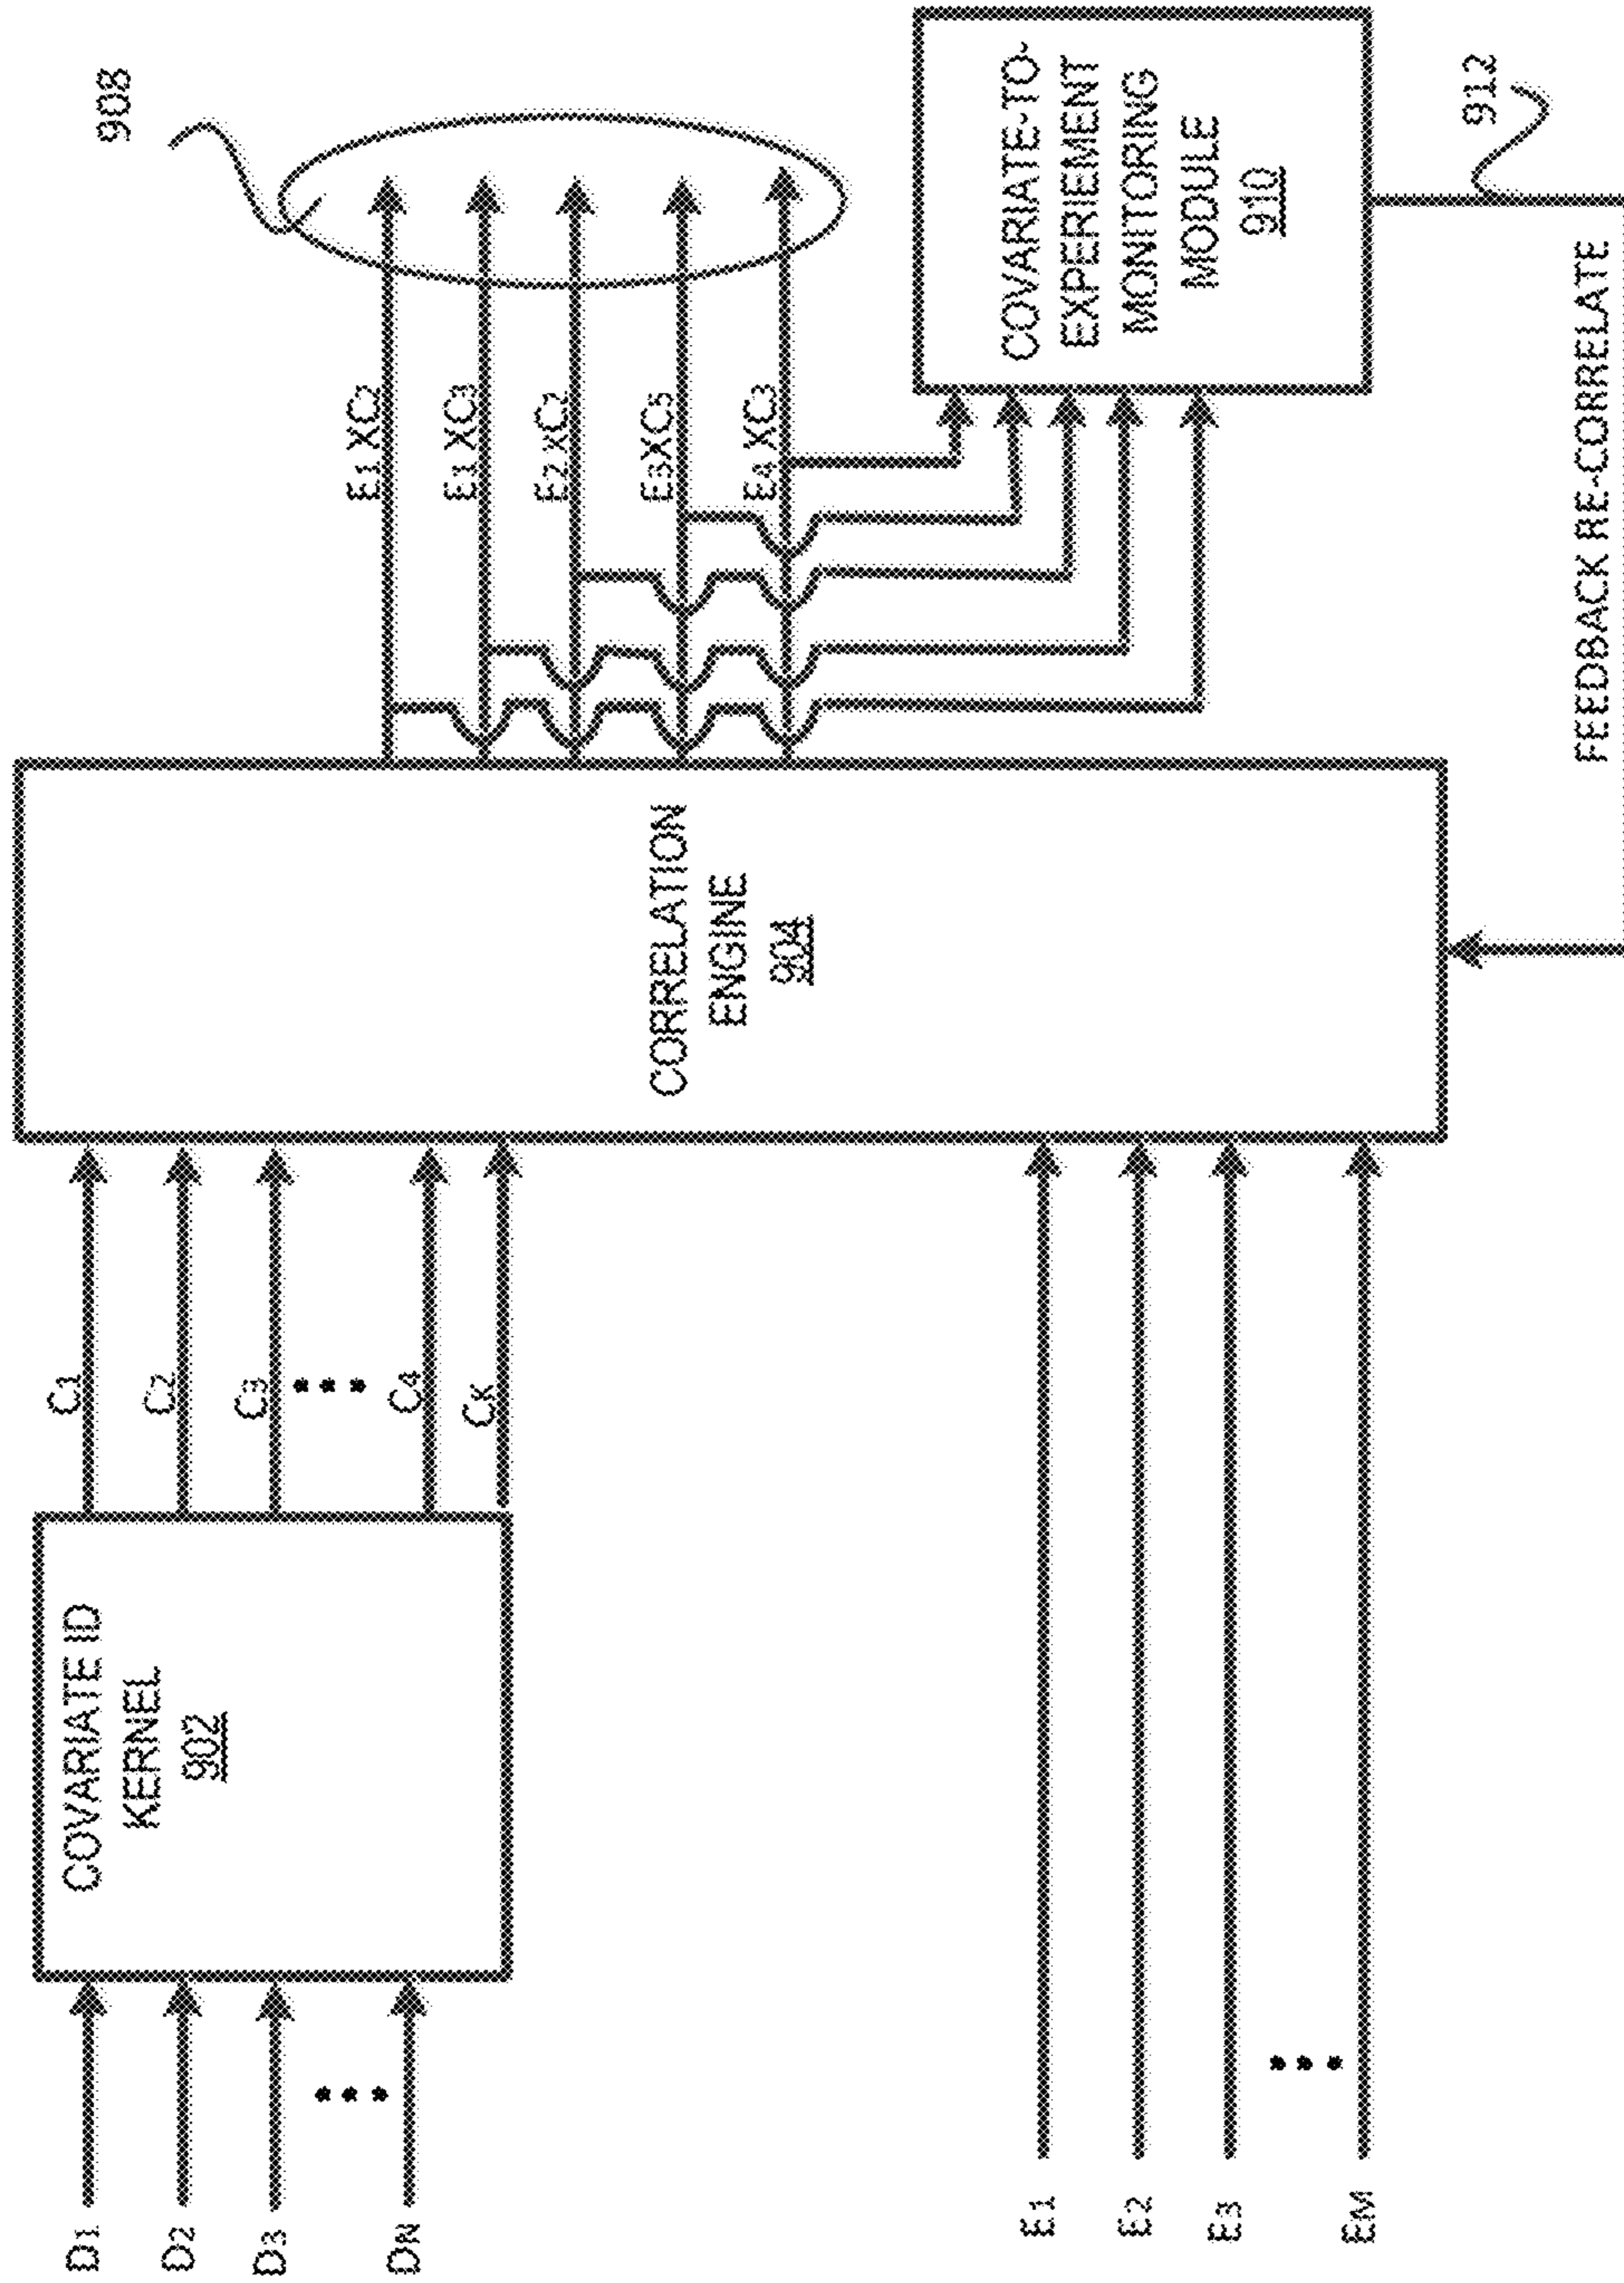 D1
D2
D3
DN
COVARIATE ID
KERNEL
902
C1
C2
C3
C4
CK
E1
E2
E3
EM
CORRELATION
ENGINE
904
E1 XC2
E1 XC3
E2 XC2
E3XC5
E4 XC3
908
COVARIATE-TO-
EXPERIEMENT
MONITORING
MODULE
910
912
FEEDBACK RE-CORRELATE